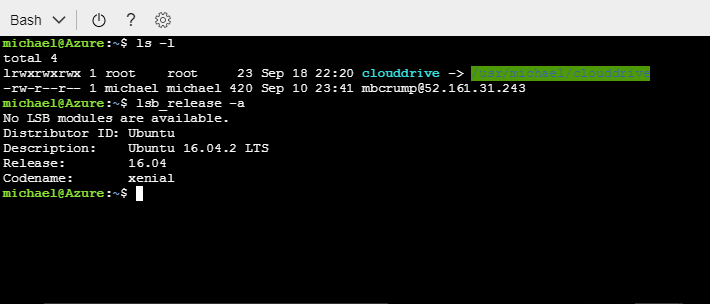 Bash ?
michael@Azure:~$ ls -l
total 4
lrwxrwxrwx 1 root    root     23 Sep 18 22:20 clouddrive -> /usr/michael/clouddrive
-rw-r--r-- 1 michael michael 420 Sep 10 23:41 mbcrump@52.161.31.243
michael@Azure:~$ lsb_release -a
No LSB modules are available.
Distributor ID: Ubuntu
Description:    Ubuntu 16.04.2 LTS
Release:        16.04
Codename:       xenial
michael@Azure:~$